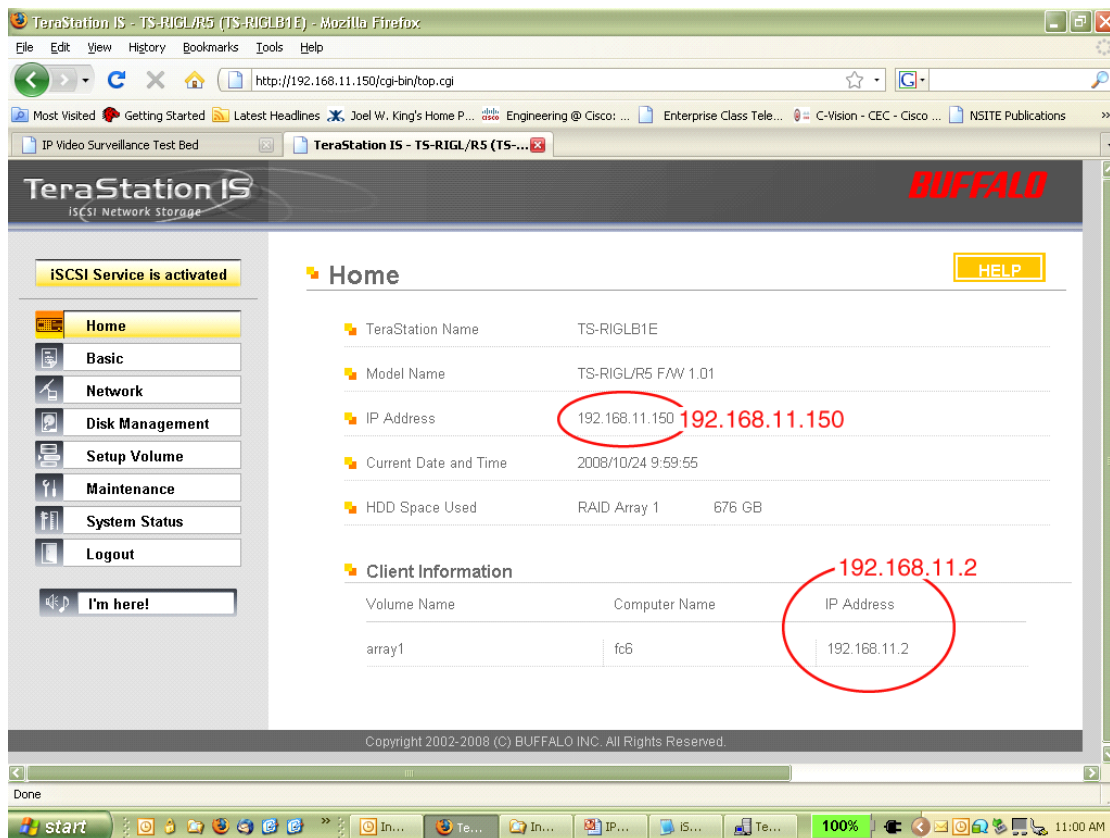 TeraStation IS - TS-RIGL/R5 (TS-RIGLB1E) - Mozilla Firefox
File Edit View History Bookmarks Tools Help
http://192.168.11.150/cgi-bin/top.cgi
G
Most Visited Getting Started Latest Headlines Joel W. King's Home P... Engineering @ Cisco: ... Enterprise Class Tele... C-Vision - CEC - Cisco ... NSITE Publications »
IP Video Surveillance Test Bed TeraStation IS - TS-RIGL/R5 (TS-...
TeraStation IS
iSCSI Network Storage
BUFFALO
iSCSI Service is activated
Home
Basic
Network
Disk Management
Setup Volume
Maintenance
System Status
Logout
I'm here!
Home
HELP
TeraStation Name TS-RIGLB1E
Model Name TS-RIGL/R5 F/W 1.01
IP Address 192.168.11.150 192.168.11.150
Current Date and Time 2008/10/24 9:59:55
HDD Space Used RAID Array 1 676 GB
Client Information
192.168.11.2
Volume Name Computer Name IP Address
array1 fc6 192.168.11.2
Copyright 2002-2008 (C) BUFFALO INC. All Rights Reserved.
Done
start » In... Te... In... IP... iS... Te... 100% 11:00 AM